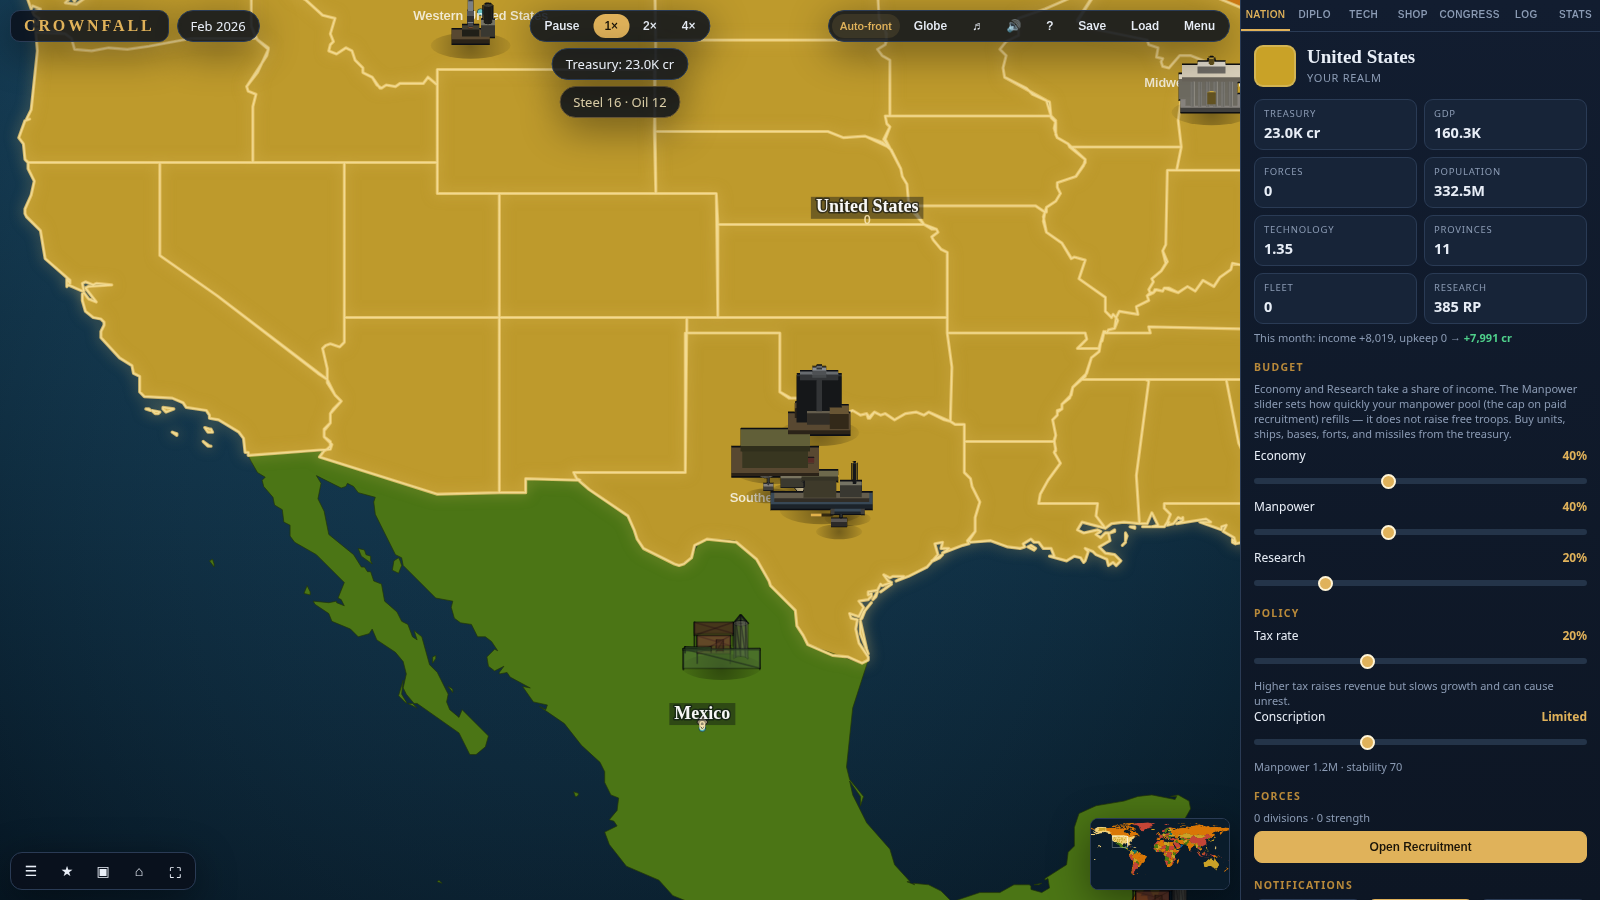 CROWNFALL
Feb 2026
Pause
1×
2×
4×
Auto-front
Globe
?
Save
Load
Menu
Treasury: 23.0K cr
Steel 16 · Oil 12
United States
0
Mexico
NATION
DIPLO
TECH
SHOP
CONGRESS
LOG
STATS
United States
YOUR REALM
TREASURY
23.0K cr
GDP
160.3K
FORCES
0
POPULATION
332.5M
TECHNOLOGY
1.35
PROVINCES
11
FLEET
0
RESEARCH
385 RP
This month: income +8,019, upkeep 0 → +7,991 cr
BUDGET
Economy and Research take a share of income. The Manpower
slider sets how quickly your manpower pool (the cap on paid
recruitment) refills — it does not raise free troops. Buy units,
ships, bases, forts, and missiles from the treasury.
Economy
40%
Manpower
40%
Research
20%
POLICY
Tax rate
20%
Higher tax raises revenue but slows growth and can cause
unrest.
Conscription
Limited
Manpower 1.2M · stability 70
FORCES
0 divisions · 0 strength
Open Recruitment
NOTIFICATIONS